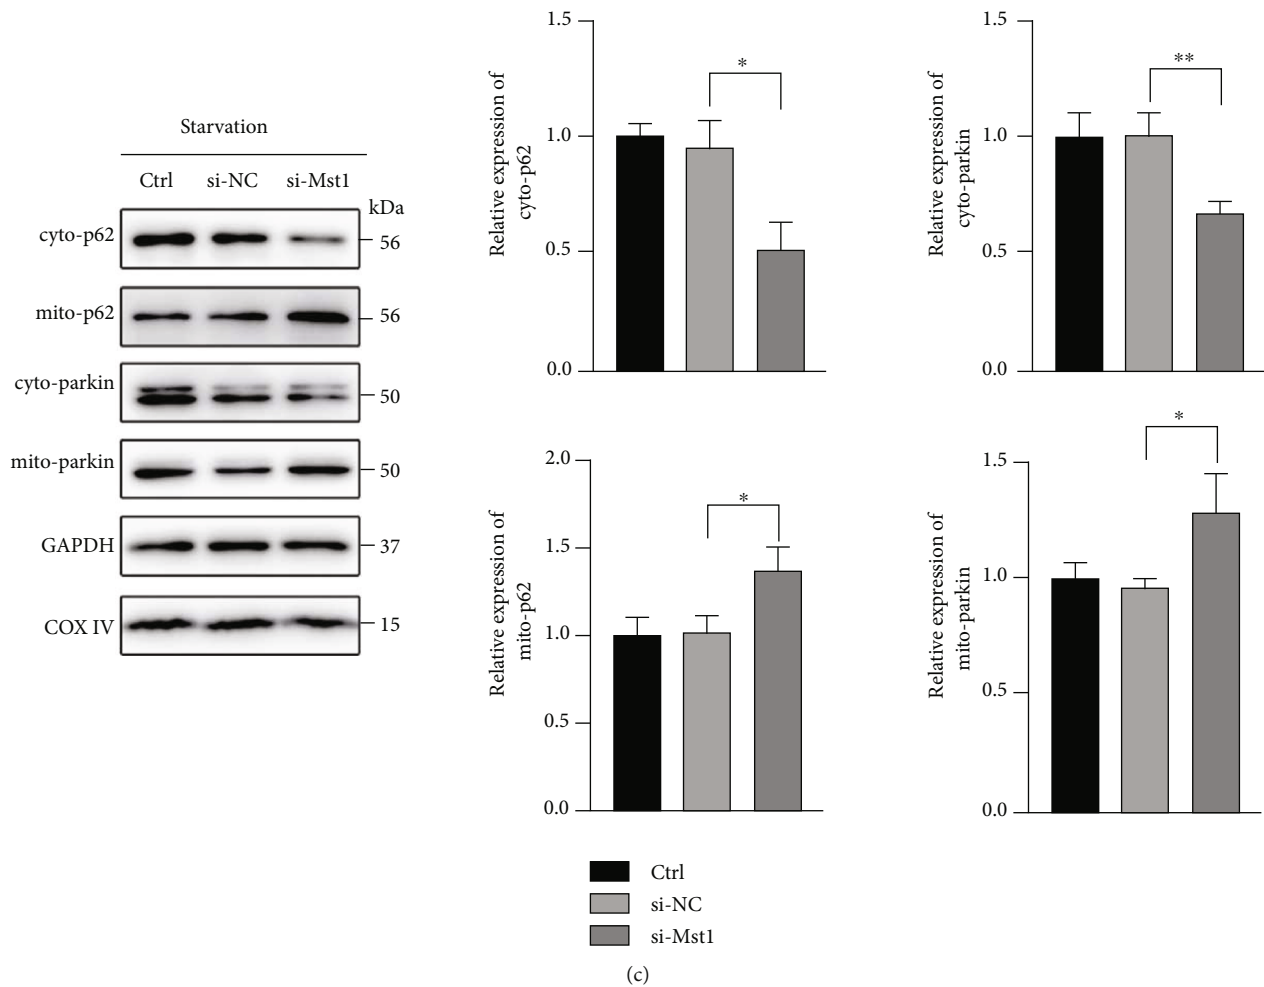 Starvation
Ctrl si-NC si-Mst1
kDa
cyto-p62 56
mito-p62 56
cyto-parkin 50
mito-parkin 50
GAPDH 37
COX IV 15
Relative expression of
cyto-p62
1.5
1.0
0.5
0.0
*
Relative expression of
cyto-parkin
1.5
1.0
0.5
0.0
**
Relative expression of
mito-p62
2.0
1.5
1.0
0.5
0.0
*
Relative expression of
mito-parkin
1.5
1.0
0.5
0.0
*
Ctrl
si-NC
si-Mst1
(c)